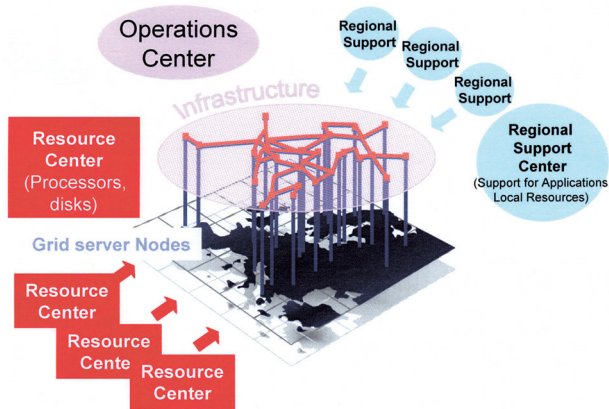 Operations
Center
Regional
Support
Regional
Support
Regional
Support
Infrastructure
Resource
Center
(Processors,
disks)
Regional
Support
Center
(Support for Applications
Local Resources)
Grid server Nodes
Resource
Center
Resource
Cente
Resource
Center